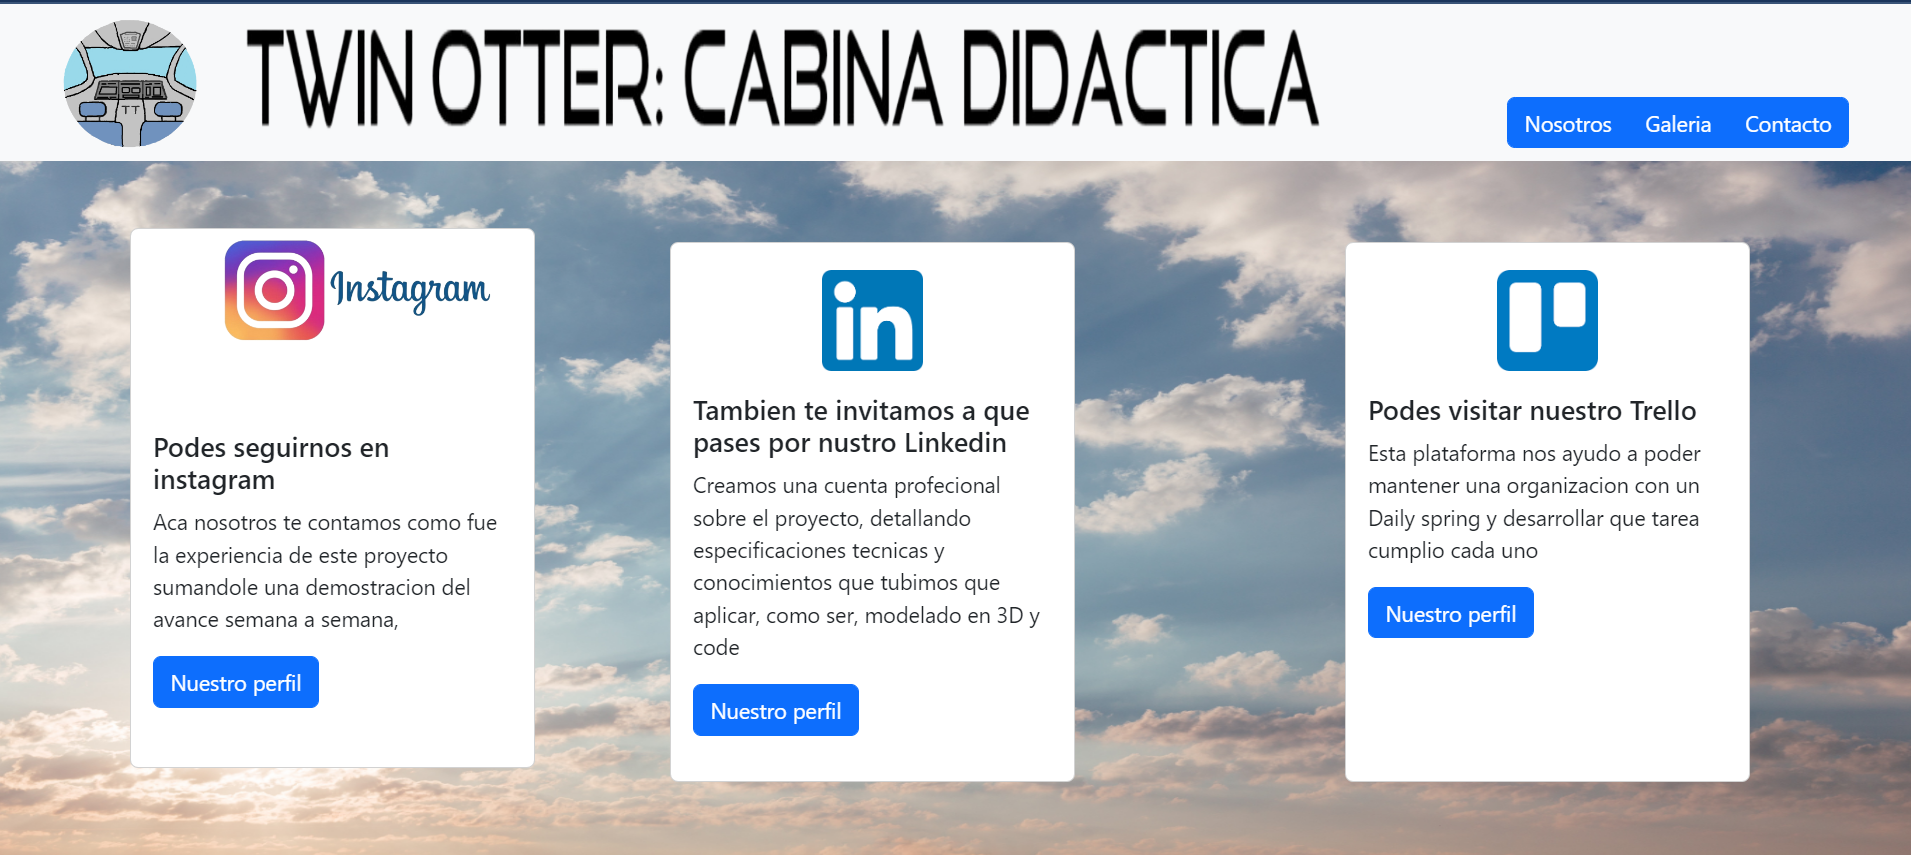 TT
TWIN OTTER: CABINA DIDACTICA
Nosotros
Galeria
Contacto
Instagram
Podes seguirnos en
instagram
Aca nosotros te contamos como fue
la experiencia de este proyecto
sumandole una demostracion del
avance semana a semana,
Nuestro perfil
in
Tambien te invitamos a que
pases por nustro Linkedin
Creamos una cuenta profecional
sobre el proyecto, detallando
especificaciones tecnicas y
conocimientos que tubimos que
aplicar, como ser, modelado en 3D y
code
Nuestro perfil
Podes visitar nuestro Trello
Esta plataforma nos ayudo a poder
mantener una organizacion con un
Daily spring y desarrollar que tarea
cumplio cada uno
Nuestro perfil